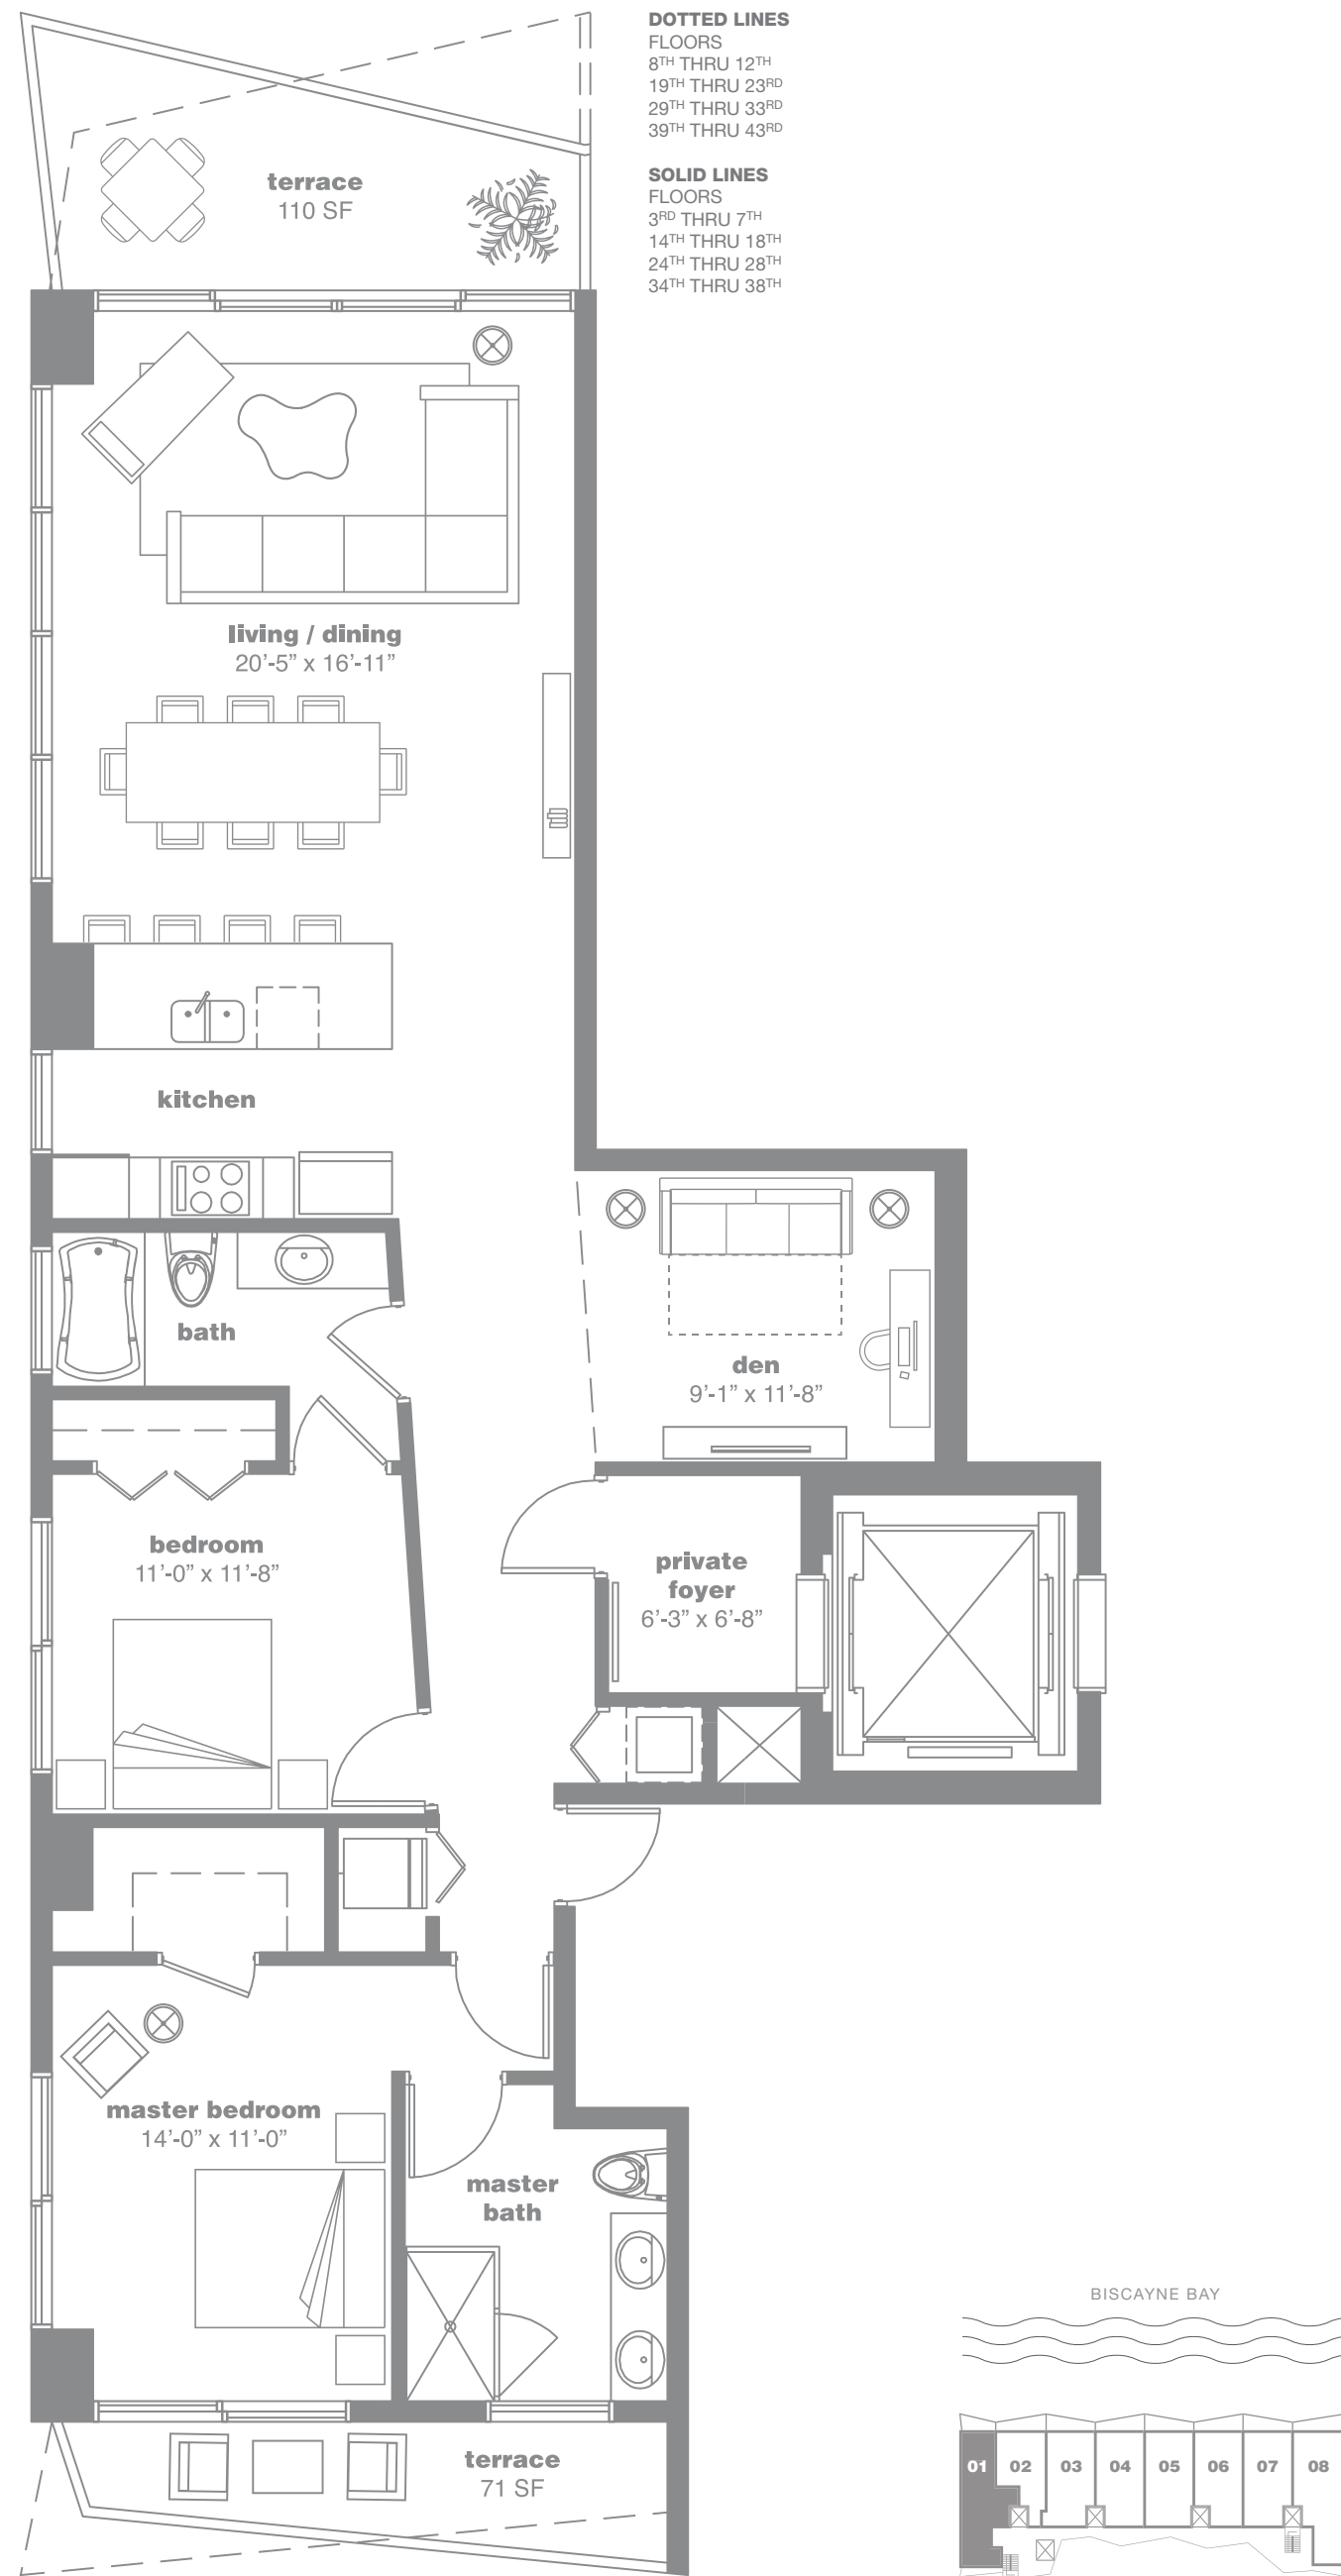 DOTTED LINES
FLOORS
8TH THRU 12TH
19TH THRU 23RD
29TH THRU 33RD
39TH THRU 43RD
SOLID LINES
FLOORS
3RD THRU 7TH
14TH THRU 18TH
24TH THRU 28TH
34TH THRU 38TH
terrace
110 SF
living / dining
20’-5” x 16’-11”
kitchen
bath
den
9’-1” x 11’-8”
bedroom
11’-0” x 11’-8”
private
foyer
6’-3” x 6’-8”
master bedroom
14’-0” x 11’-0”
master
bath
terrace
71 SF
BISCAYNE BAY
01 02 03 04 05 06 07 08